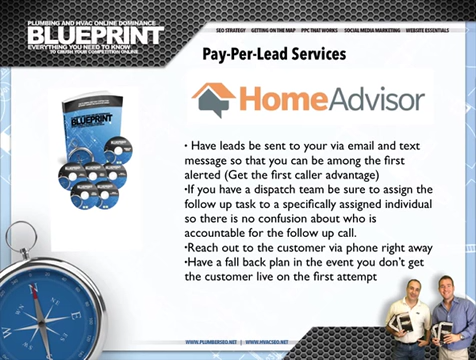 PLUMBING AND HVAC ONLINE DOMINANCE
BLUEPRINT
EVERYTHING YOU NEED TO KNOW
TO CRUSH YOUR COMPETITION ONLINE
SEO STRATEGY GETTING ON THE MAP PPC THAT WORKS SOCIAL MEDIA MARKETING WEBSITE ESSENTIALS
Pay-Per-Lead Services
HomeAdvisor
BLUEPRINT
• Have leads be sent to your via email and text
message so that you can be among the first
alerted (Get the first caller advantage)
•If you have a dispatch team be sure to assign the
follow up task to a specifically assigned individual
so there is no confusion about who is
accountable for the follow up call.
•Reach out to the customer via phone right away
•Have a fall back plan in the event you don't get
the customer live on the first attempt
WWW.PLUMBERSEO.NET | WWW.HVACSEO.NET